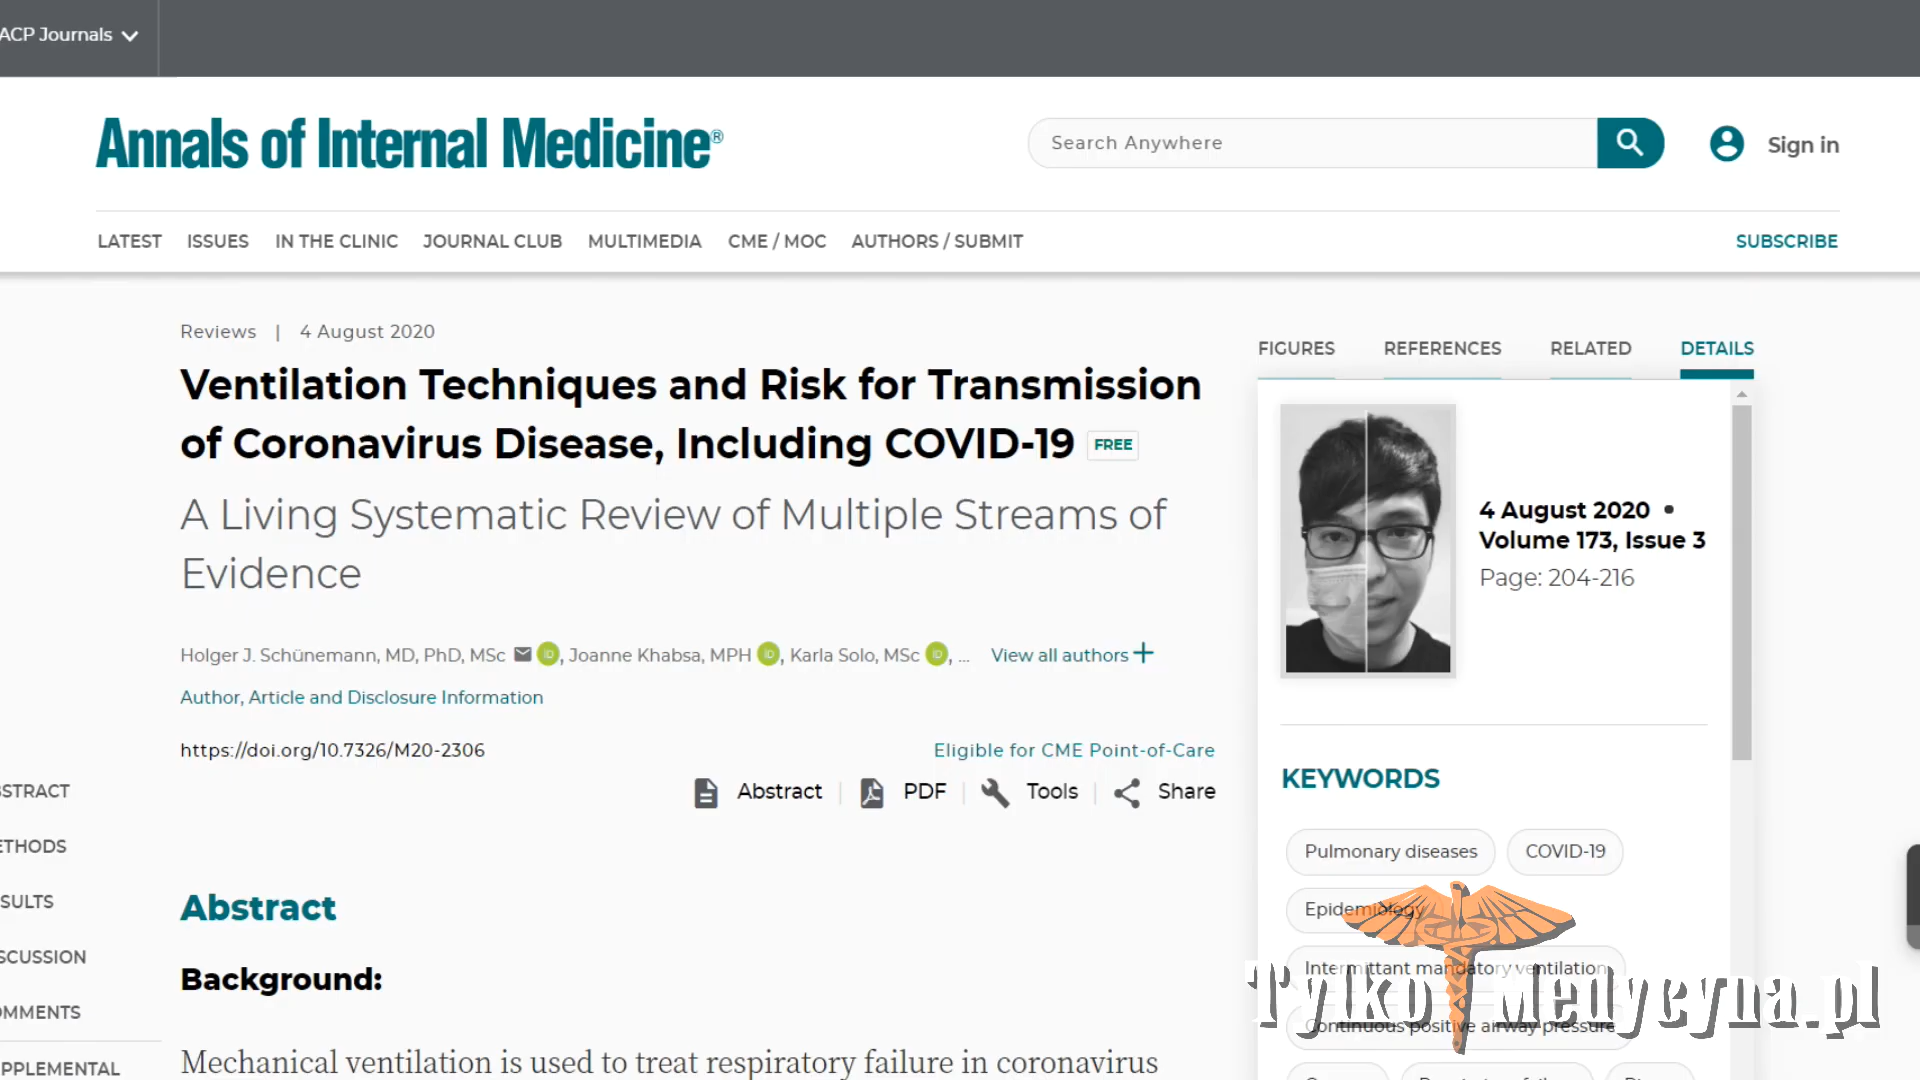 ACP Journals
Annals of Internal Medicine®
Search Anywhere
Sign in
LATEST ISSUES IN THE CLINIC JOURNAL CLUB MULTIMEDIA CME / MOC AUTHORS / SUBMIT SUBSCRIBE
Reviews | 4 August 2020
Ventilation Techniques and Risk for Transmission
of Coronavirus Disease, Including COVID-19 FREE
A Living Systematic Review of Multiple Streams of
Evidence
Holger J. Schünemann, MD, PhD, MSc iD, Joanne Khabsa, MPH iD, Karla Solo, MSc iD, ... View all authors +
Author, Article and Disclosure Information
https://doi.org/10.7326/M20-2306
Eligible for CME Point-of-Care
Abstract | PDF | Tools | Share
STRACT
ETHODS
SULTS
SCUSSION
OMMENTS
PPLEMENTAL
Abstract
Background:
Mechanical ventilation is used to treat respiratory failure in coronavirus
FIGURES REFERENCES RELATED DETAILS
4 August 2020 •
Volume 173, Issue 3
Page: 204-216
KEYWORDS
Pulmonary diseases COVID-19
Epidemiology
Intermittant mandatory ventilation
Continuous positive airway pressure
Tylko Medycyna.pl